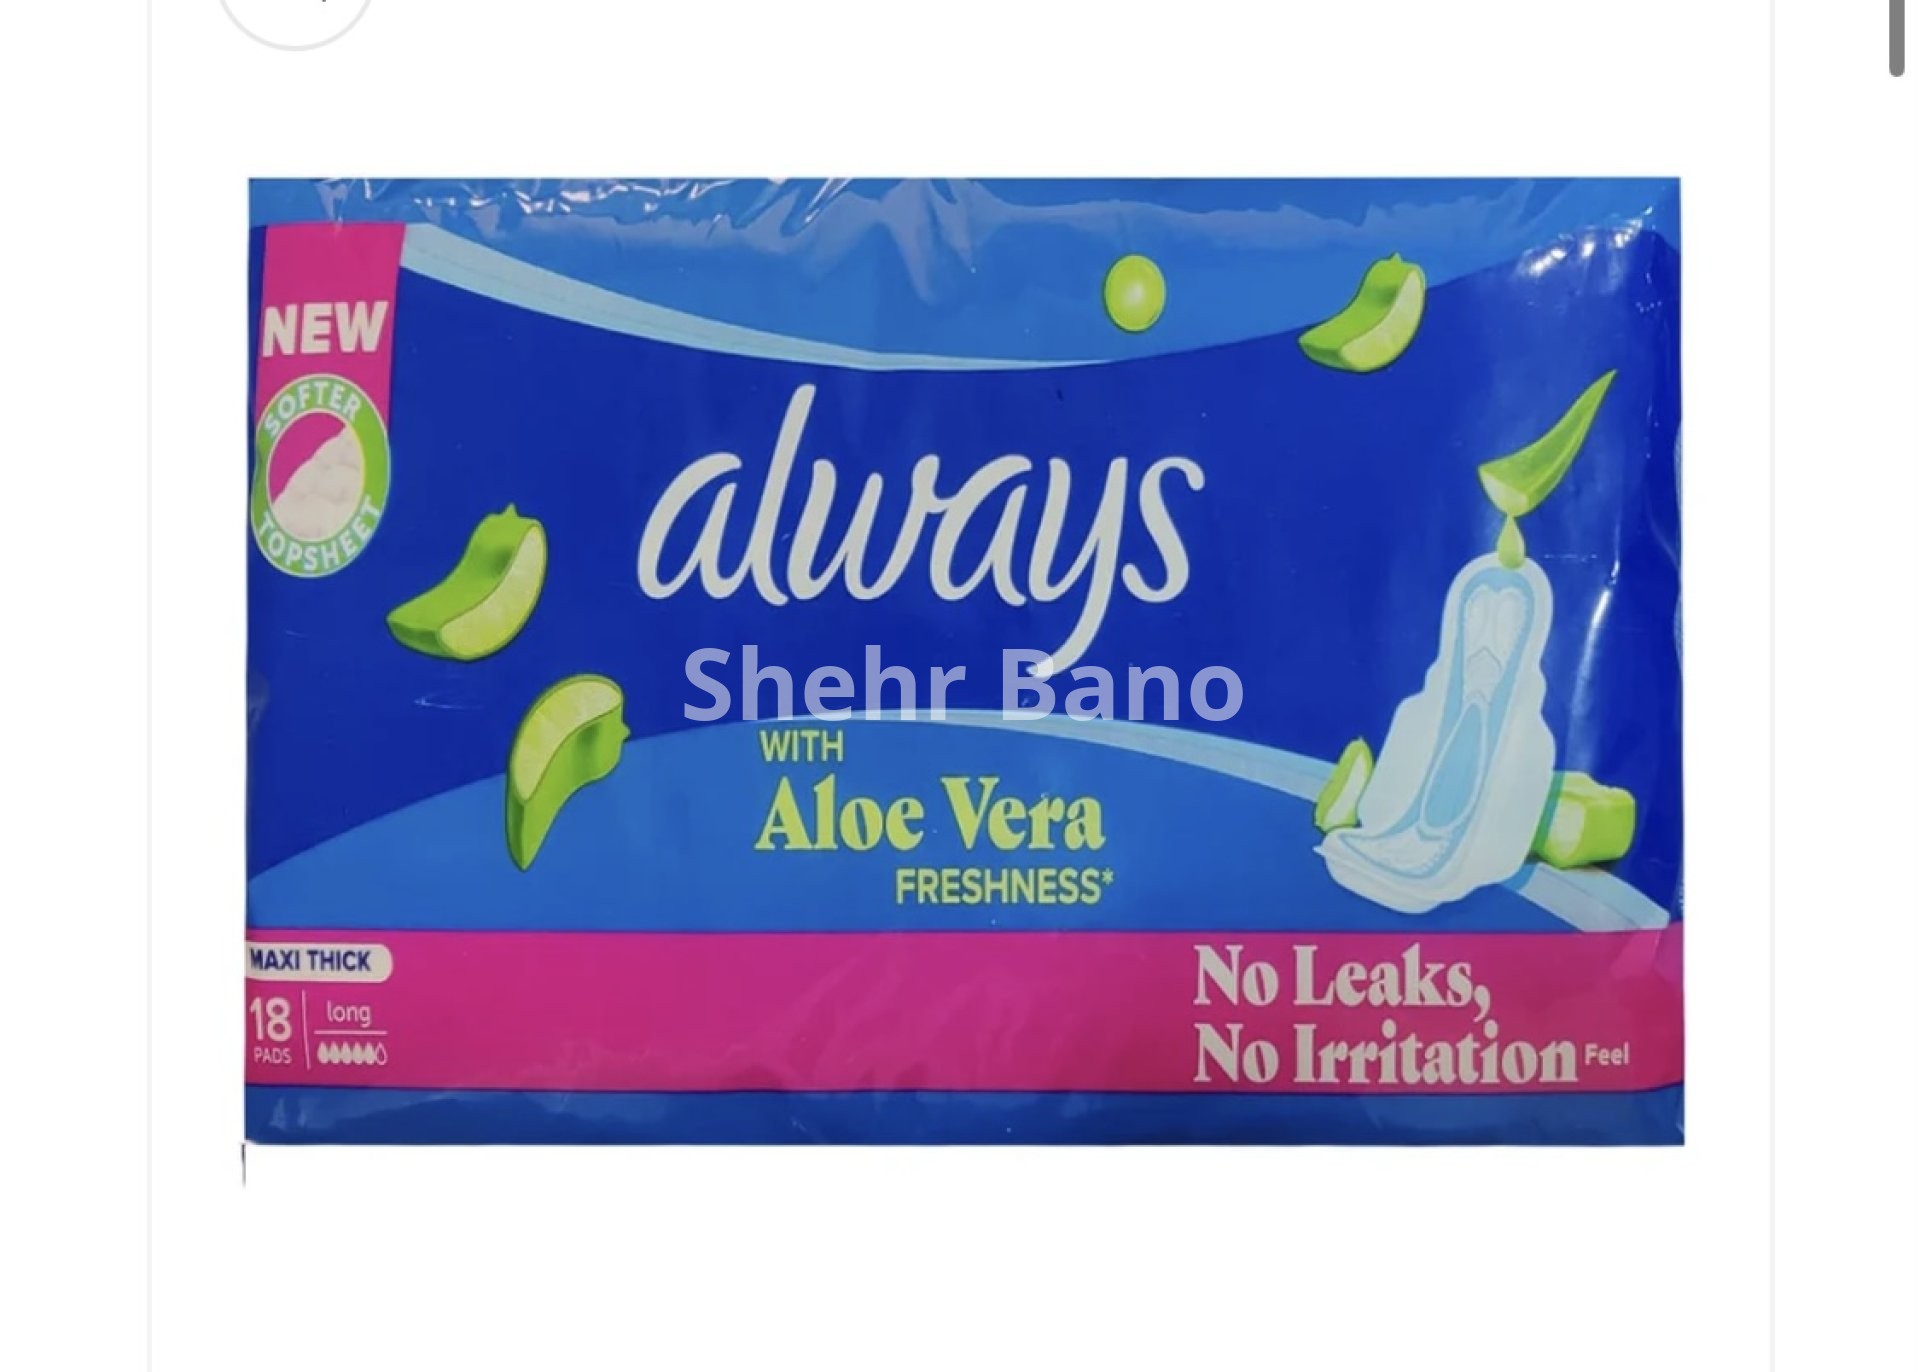 NEW
SOFTER
TOPSHEET
always
Shehr Bano
WITH
Aloe Vera
FRESHNESS*
MAXI THICK
18
PADS
long
No Leaks,
No Irritation Feel